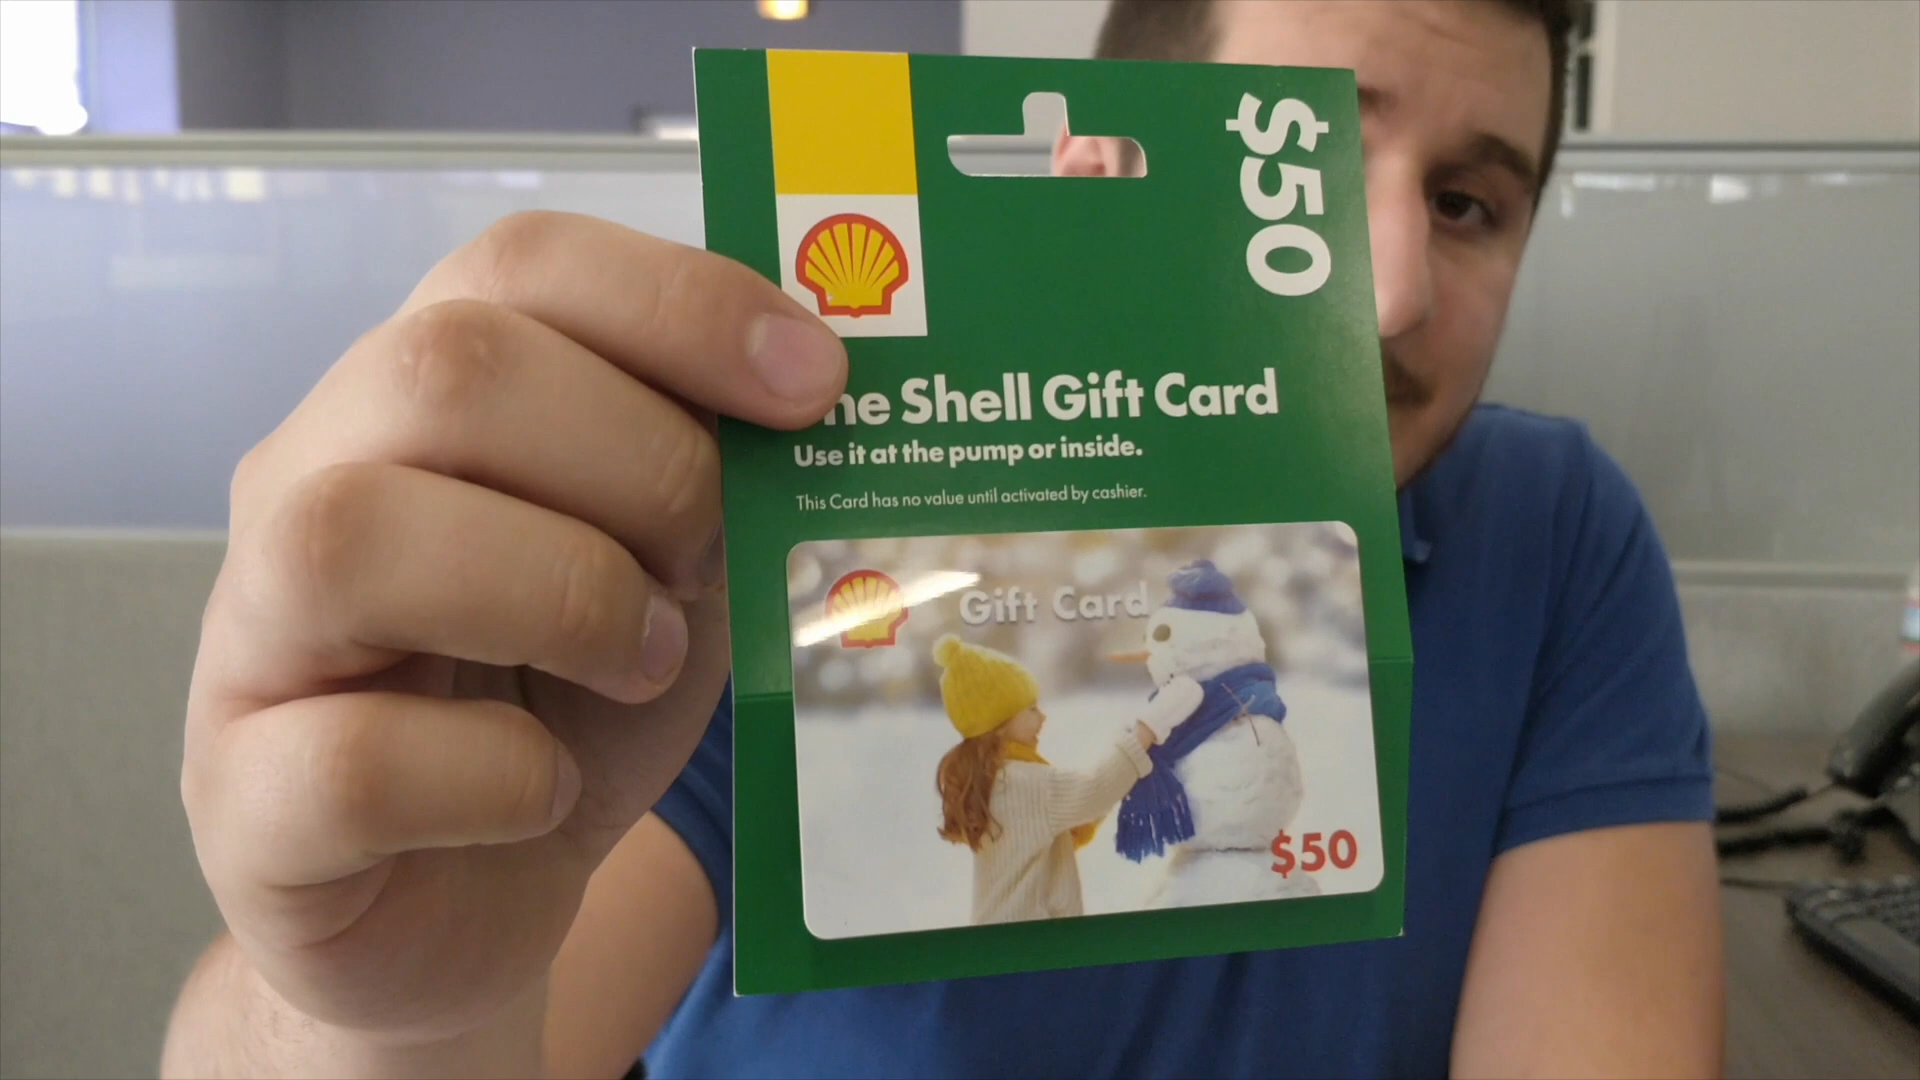 $50
Shell Gift Card
Use it at the pump or inside.
This Card has no value until activated by cashier.
Gift Card
$50